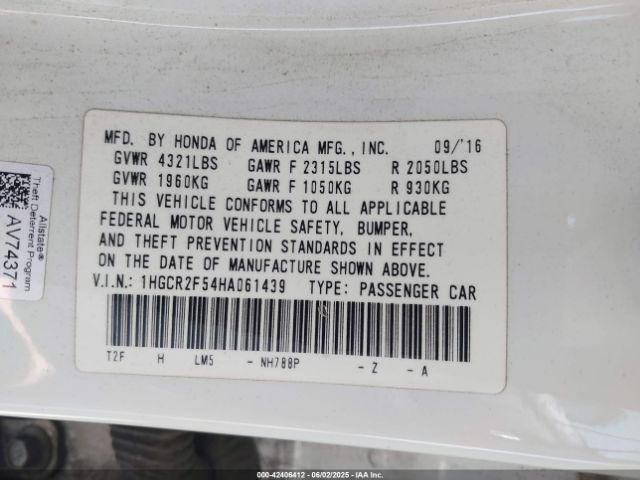 MFD. BY HONDA OF AMERICA MFG., INC. 09/'16
GVWR 4321LBS GAWR F 2315LBS R 2050LBS
GVWR 1960KG GAWR F 1050KG R 930KG
THIS VEHICLE CONFORMS TO ALL APPLICABLE
FEDERAL MOTOR VEHICLE SAFETY, BUMPER,
AND THEFT PREVENTION STANDARDS IN EFFECT
ON THE DATE OF MANUFACTURE SHOWN ABOVE.
V.I.N.: 1HGCR2F54HA061439 TYPE: PASSENGER CAR
T2F H LM5 - NH788P - Z - A
Allstate®
Theft Deterrent Program
AV74371
000-42406412 - 06/02/2025 - IAAI.COM